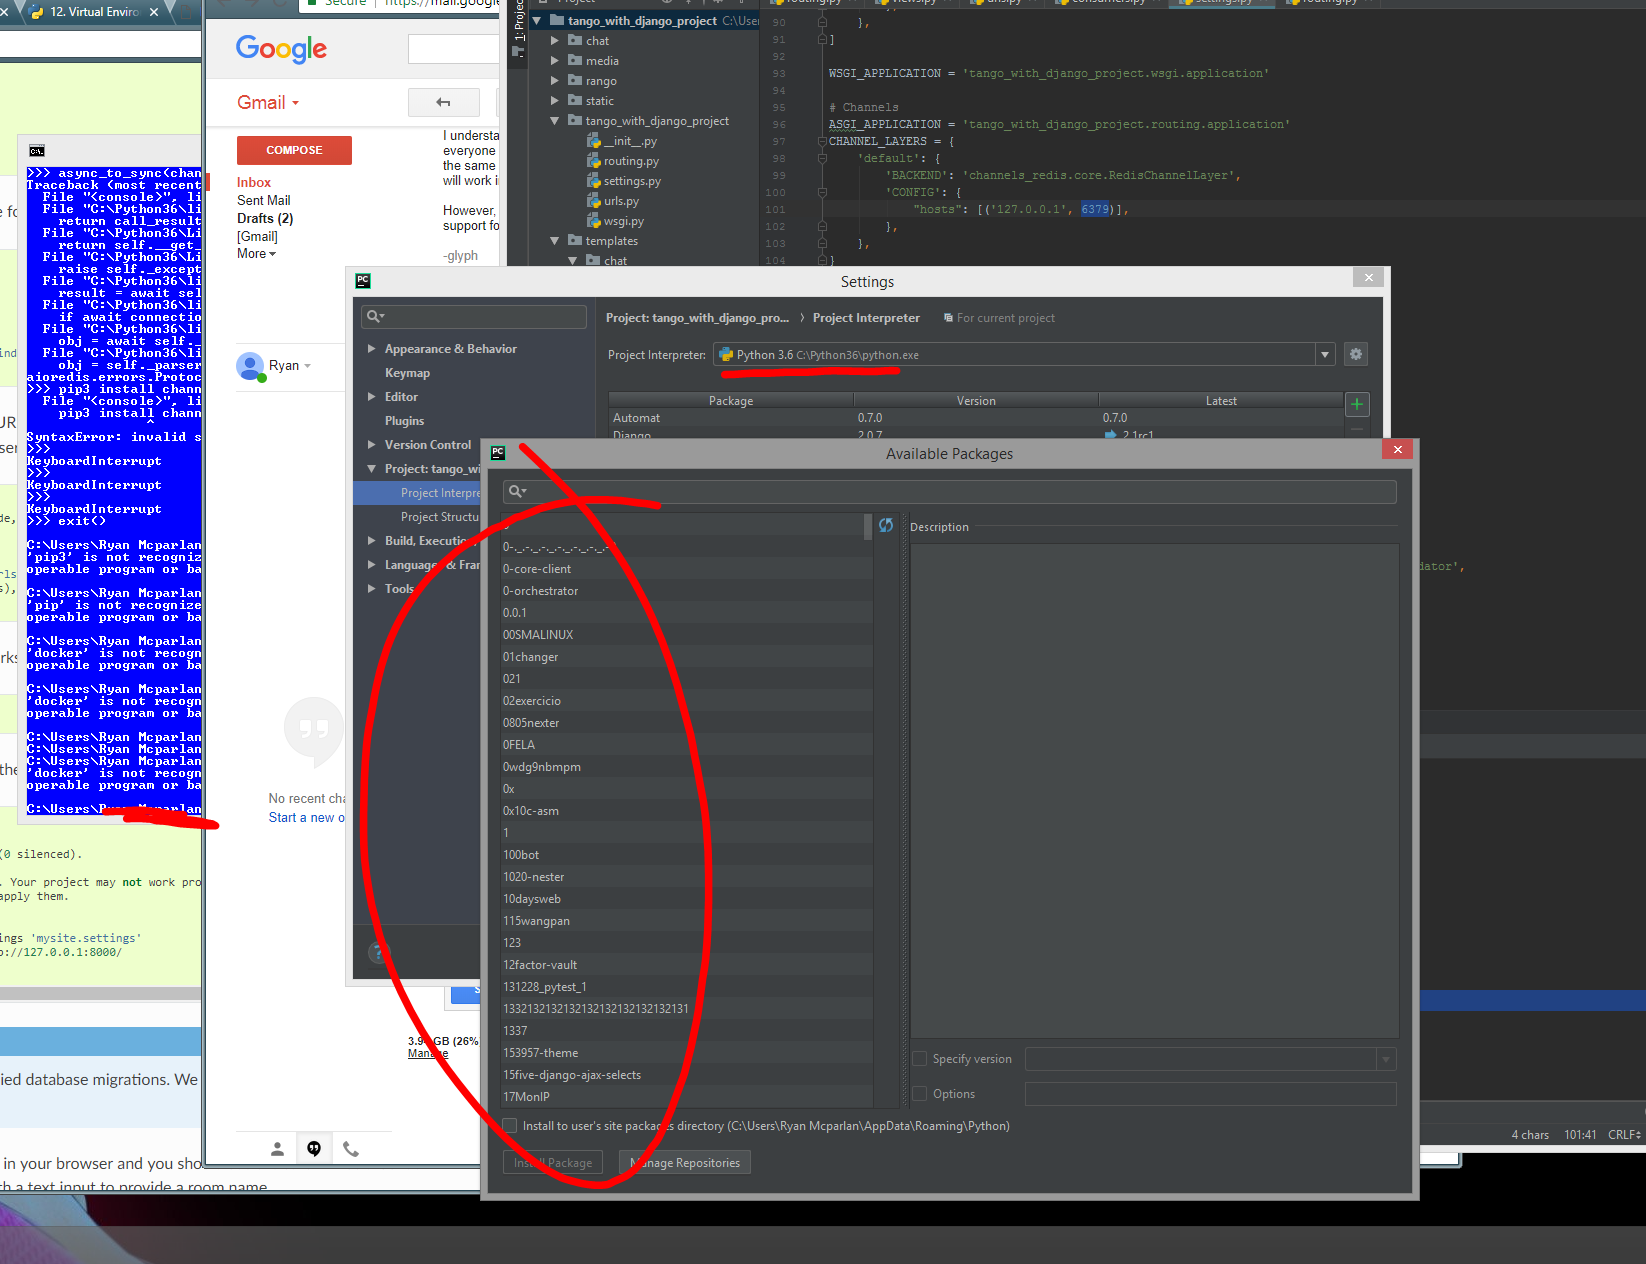 12. Virtual Enviro
Secure
https://mail.google
Google
Gmail
COMPOSE
Inbox
Sent Mail
Drafts (2)
[Gmail]
More
I understa
everyone
the same
will work i
However,
support fo
-glyph
Ryan
No recent cha
Start a new o
Manage
>>> async_to_sync(chan
Traceback (most recent
File "<console>", li
File "C:\Python36\Li
return call_result
File "C:\Python36\Li
return self.__get_
File "C:\Python36\Li
raise self._except
File "C:\Python36\li
result = await sel
File "C:\Python36\li
if await connectio
File "C:\Python36\li
obj = await self._
File "C:\Python36\li
obj = self._parser
aioredis.errors.Protoc
>>> pip3 install chann
File "<console>", li
pip3 install chann
^
SyntaxError: invalid s
>>>
KeyboardInterrupt
>>>
KeyboardInterrupt
>>>
KeyboardInterrupt
>>> exit()
C:\Users\Ryan Mcparlan
'pip3' is not recogniz
operable program or ba
C:\Users\Ryan Mcparlan
'pip' is not recognize
operable program or ba
C:\Users\Ryan Mcparlan
'docker' is not recogn
operable program or ba
C:\Users\Ryan Mcparlan
'docker' is not recogn
operable program or ba
C:\Users\Ryan Mcparlan
C:\Users\Ryan Mcparlan
C:\Users\Ryan Mcparlan
'docker' is not recogn
operable program or ba
C:\Users\Ryan Mcparlan
(0 silenced).
. Your project may not work pro
apply them.
ings 'mysite.settings'
p://127.0.0.1:8000/
ied database migrations. We
in your browser and you sho
th a text input to provide a room name
1: Project
tango_with_django_project C:\User
chat
media
rango
static
tango_with_django_project
__init__.py
routing.py
settings.py
urls.py
wsgi.py
templates
chat
90 },
91 ]
92
93 WSGI_APPLICATION = 'tango_with_django_project.wsgi.application'
94
95 # Channels
96 ASGI_APPLICATION = 'tango_with_django_project.routing.application'
97 CHANNEL_LAYERS = {
98 'default': {
99 'BACKEND': 'channels_redis.core.RedisChannelLayer',
100 'CONFIG': {
101 "hosts": [('127.0.0.1', 6379)],
102 },
103 },
104 }
dator',
4 chars 101:41 CRLF
Settings
Appearance & Behavior
Keymap
Editor
Plugins
Version Control
Project: tango_wi
Project Interpre
Project Structu
Build, Execution,
Languages & Fra
Tools
Project: tango_with_django_pro... › Project Interpreter For current project
Project Interpreter: Python 3.6 C:\Python36\python.exe
Package Version Latest
Automat 0.7.0 0.7.0
Django 2.0.7 2.1rc1
Available Packages
0-._.-._.-._.-._.-._.-._.-0
0-core-client
0-orchestrator
0.0.1
00SMALINUX
01changer
021
02exercicio
0805nexter
0FELA
0wdg9nbmpm
0x
0x10c-asm
1
100bot
1020-nester
10daysweb
115wangpan
123
12factor-vault
131228_pytest_1
1337
153957-theme
15five-django-ajax-selects
17MonIP
Description
Specify version
Options
Install to user's site packages directory (C:\Users\Ryan Mcparlan\AppData\Roaming\Python)
Install Package
Manage Repositories